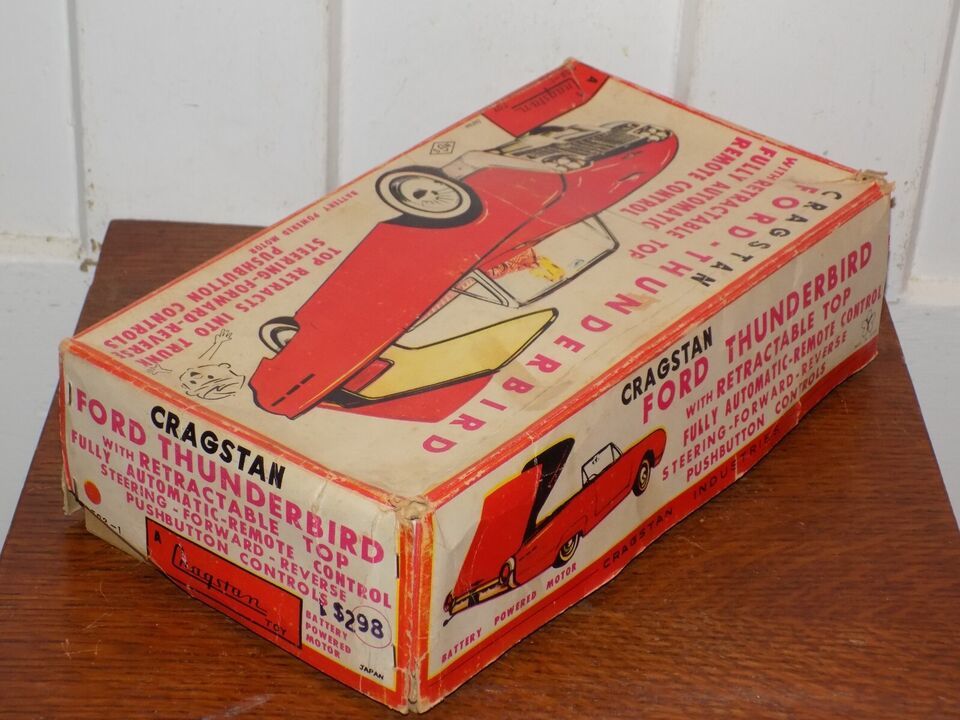 A
Cragstan
TOY
NEW
CRAGSTAN
FORD - THUNDERBIRD
WITH RETRACTABLE TOP
FULLY AUTOMATIC
REMOTE CONTROL
BATTERY POWERED MOTOR
TOP RETRACTS INTO TRUNK
STEERING-FORWARD-REVERSE
PUSHBUTTON CONTROLS
CRAGSTAN
FORD THUNDERBIRD
WITH RETRACTABLE TOP
FULLY AUTOMATIC-REMOTE CONTROL
STEERING-FORWARD-REVERSE
PUSHBUTTON CONTROLS
BATTERY POWERED MOTOR
CRAGSTAN INDUSTRIES
CRAGSTAN
FORD THUNDERBIRD
WITH RETRACTABLE TOP
FULLY AUTOMATIC-REMOTE CONTROL
STEERING-FORWARD-REVERSE
PUSHBUTTON CONTROLS
A
Cragstan
TOY
$298
BATTERY
POWERED
MOTOR
JAPAN